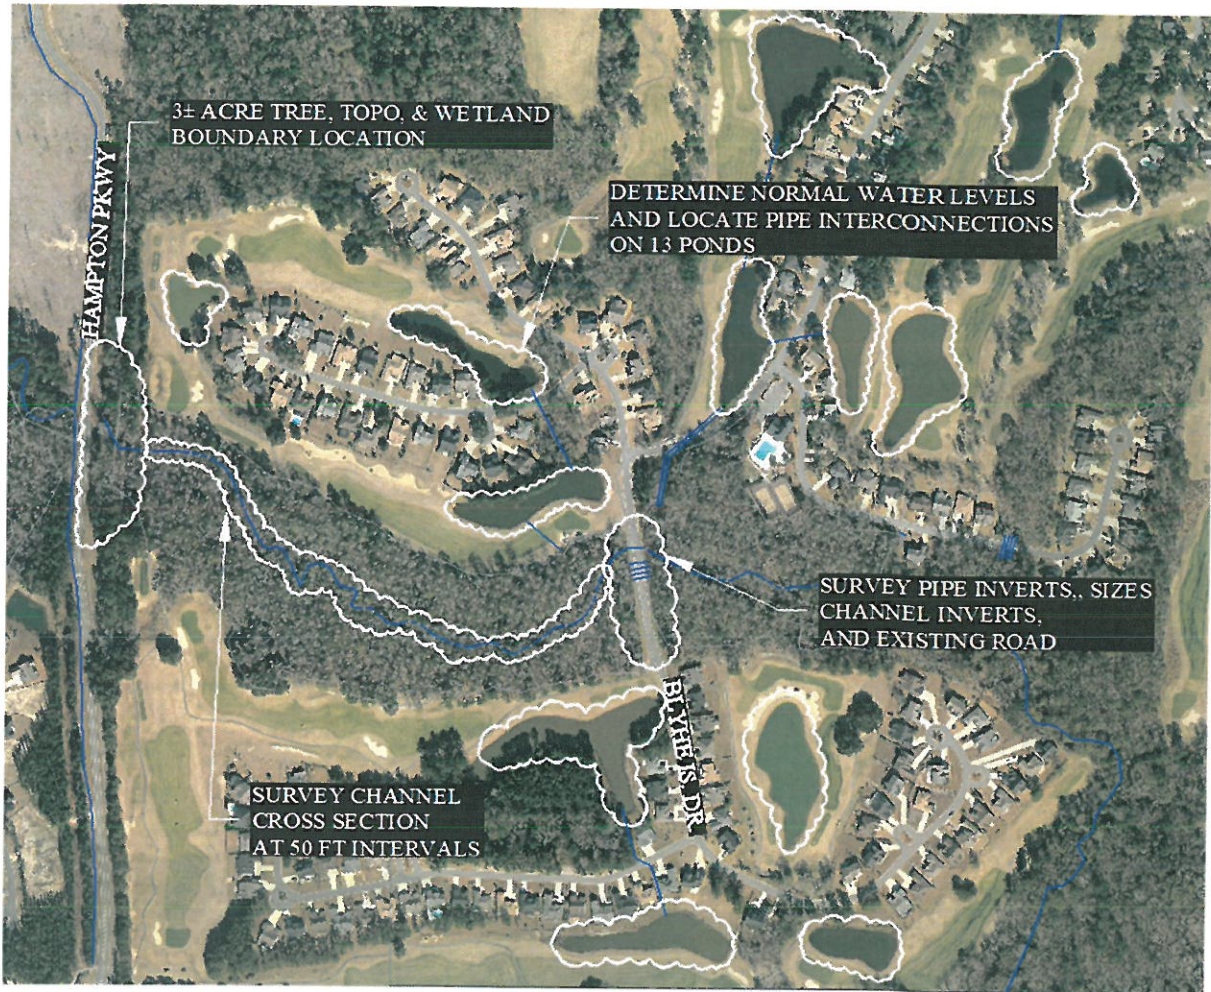 3± ACRE TREE, TOPO, & WETLAND
BOUNDARY LOCATION
HAMPTON PKWY
DETERMINE NORMAL WATER LEVELS
AND LOCATE PIPE INTERCONNECTIONS
ON 13 PONDS
SURVEY PIPE INVERTS,, SIZES
CHANNEL INVERTS,
AND EXISTING ROAD
BLYHE IS DR
SURVEY CHANNEL
CROSS SECTION
AT 50 FT INTERVALS